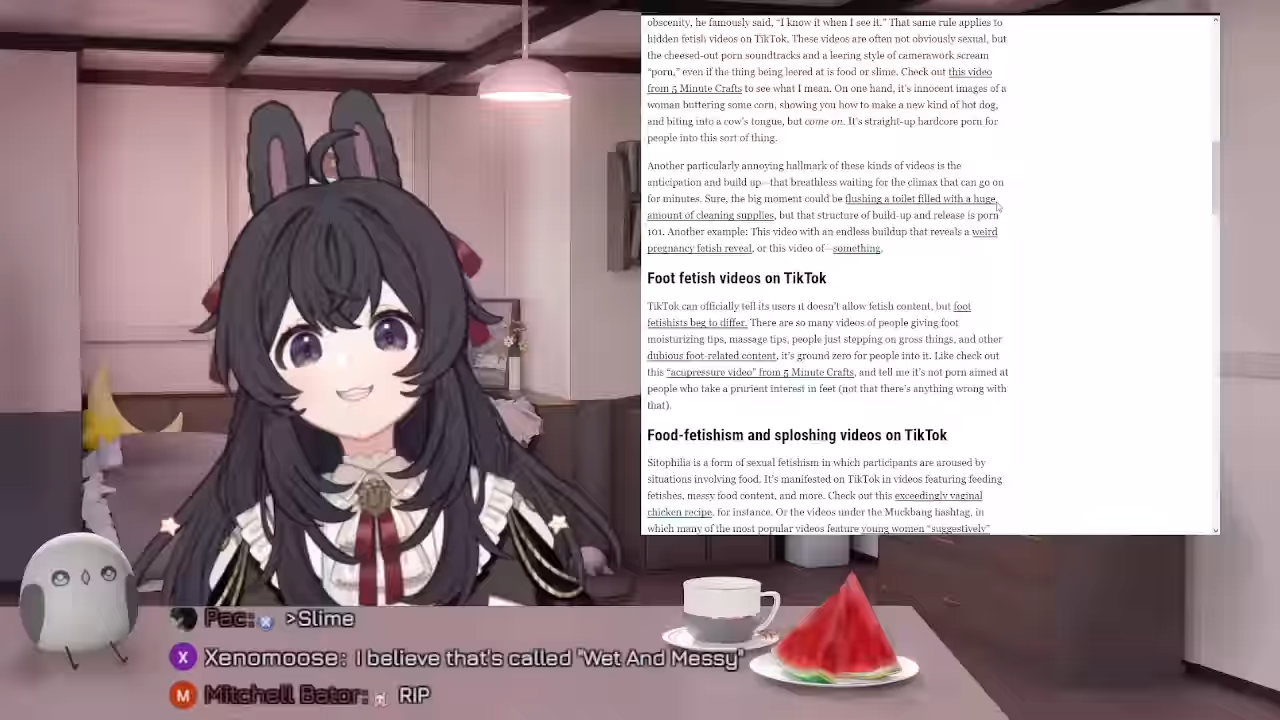 obscenity, he famously said, “I know it when I see it.” That same rule applies to
hidden fetish videos on TikTok. These videos are often not obviously sexual, but
the cheesed-out porn soundtracks and a leering style of camerawork scream
“porn,” even if the thing being leered at is food or slime. Check out this video
from 5 Minute Crafts to see what I mean. On one hand, it's innocent images of a
woman buttering some corn, showing you how to make a new kind of hot dog,
and biting into a cow's tongue, but come on. It's straight-up hardcore porn for
people into this sort of thing.
Another particularly annoying hallmark of these kinds of videos is the
anticipation and build up—that breathless waiting for the climax that can go on
for minutes. Sure, the big moment could be flushing a toilet filled with a huge
amount of cleaning supplies, but that structure of build-up and release is porn
101. Another example: This video with an endless buildup that reveals a weird
pregnancy fetish reveal, or this video of—something.
Foot fetish videos on TikTok
TikTok can officially tell its users it doesn't allow fetish content, but foot
fetishists beg to differ. There are so many videos of people giving foot
moisturizing tips, massage tips, people just stepping on gross things, and other
dubious foot-related content, it's ground zero for people into it. Like check out
this “acupressure video” from 5 Minute Crafts, and tell me it's not porn aimed at
people who take a prurient interest in feet (not that there's anything wrong with
that).
Food-fetishism and sploshing videos on TikTok
Sitophilia is a form of sexual fetishism in which participants are aroused by
situations involving food. It's manifested on TikTok in videos featuring feeding
fetishes, messy food content, and more. Check out this exceedingly vaginal
chicken recipe, for instance. Or the videos under the Muckbang hashtag, in
which many of the most popular videos feature young women “suggestively”
Pac: >Slime
X Xenomoose: I believe that's called "Wet And Messy"
M Mitchell Bator: RIP